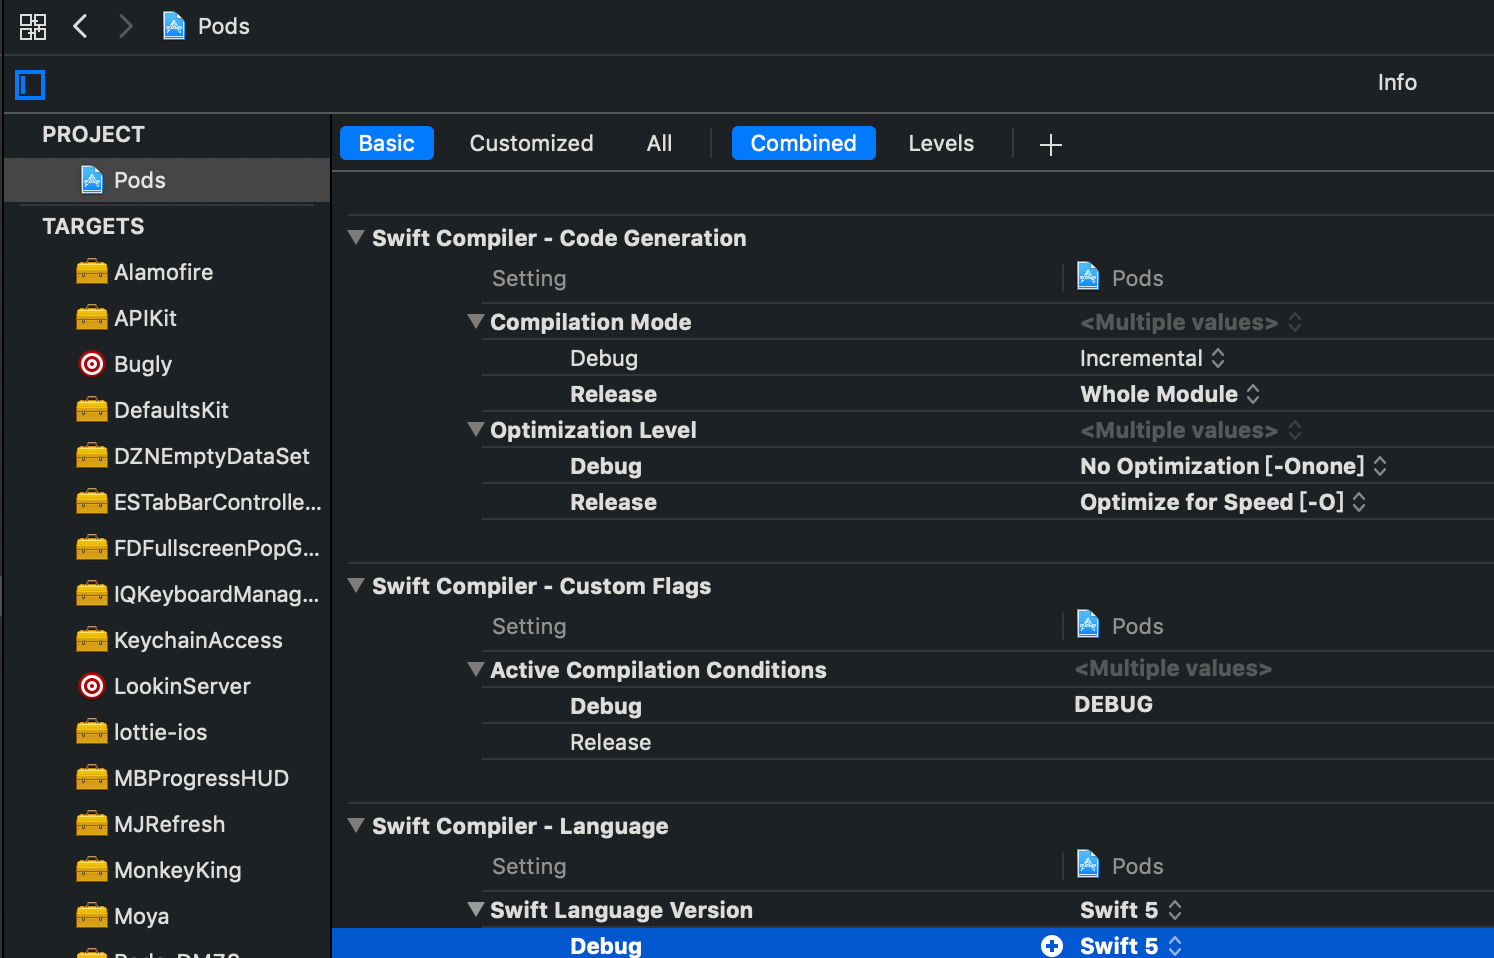 Pods
Info
PROJECT
Pods
TARGETS
Alamofire
APIKit
Bugly
DefaultsKit
DZNEmptyDataSet
ESTabBarControlle...
FDFullscreenPopG...
IQKeyboardManag...
KeychainAccess
LookinServer
lottie-ios
MBProgressHUD
MJRefresh
MonkeyKing
Moya
Basic Customized All Combined Levels
Swift Compiler - Code Generation
Setting Pods
Compilation Mode <Multiple values>
Debug Incremental
Release Whole Module
Optimization Level <Multiple values>
Debug No Optimization [-Onone]
Release Optimize for Speed [-O]
Swift Compiler - Custom Flags
Setting Pods
Active Compilation Conditions <Multiple values>
Debug DEBUG
Release
Swift Compiler - Language
Setting Pods
Swift Language Version Swift 5
Debug Swift 5